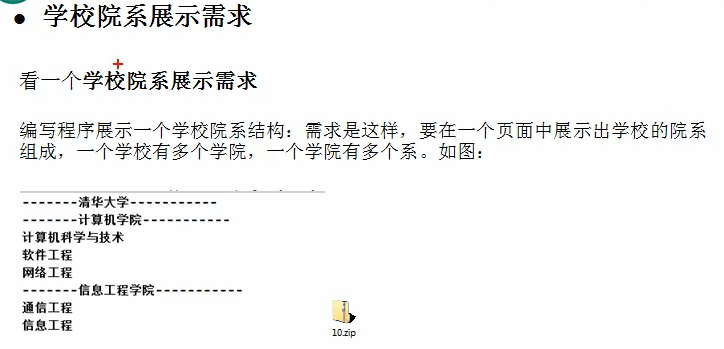 ● 学校院系展示需求
看一个学校院系展示需求
编写程序展示一个学校院系结构：需求是这样，要在一个页面中展示出学校的院系
组成，一个学校有多个学院，一个学院有多个系。如图：
-------清华大学-----------
-------计算机学院-----------
计算机科学与技术
软件工程
网络工程
-------信息工程学院-----------
通信工程
信息工程
10.zip